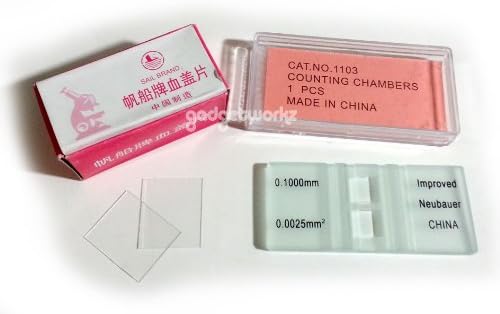 SAIL BRAND
帆船牌血盖片
中国制造
CAT.NO.1103
COUNTING CHAMBERS
1 PCS
MADE IN CHINA
gadgetworkz
0.1000mm
Improved
Neubauer
0.0025mm²
CHINA